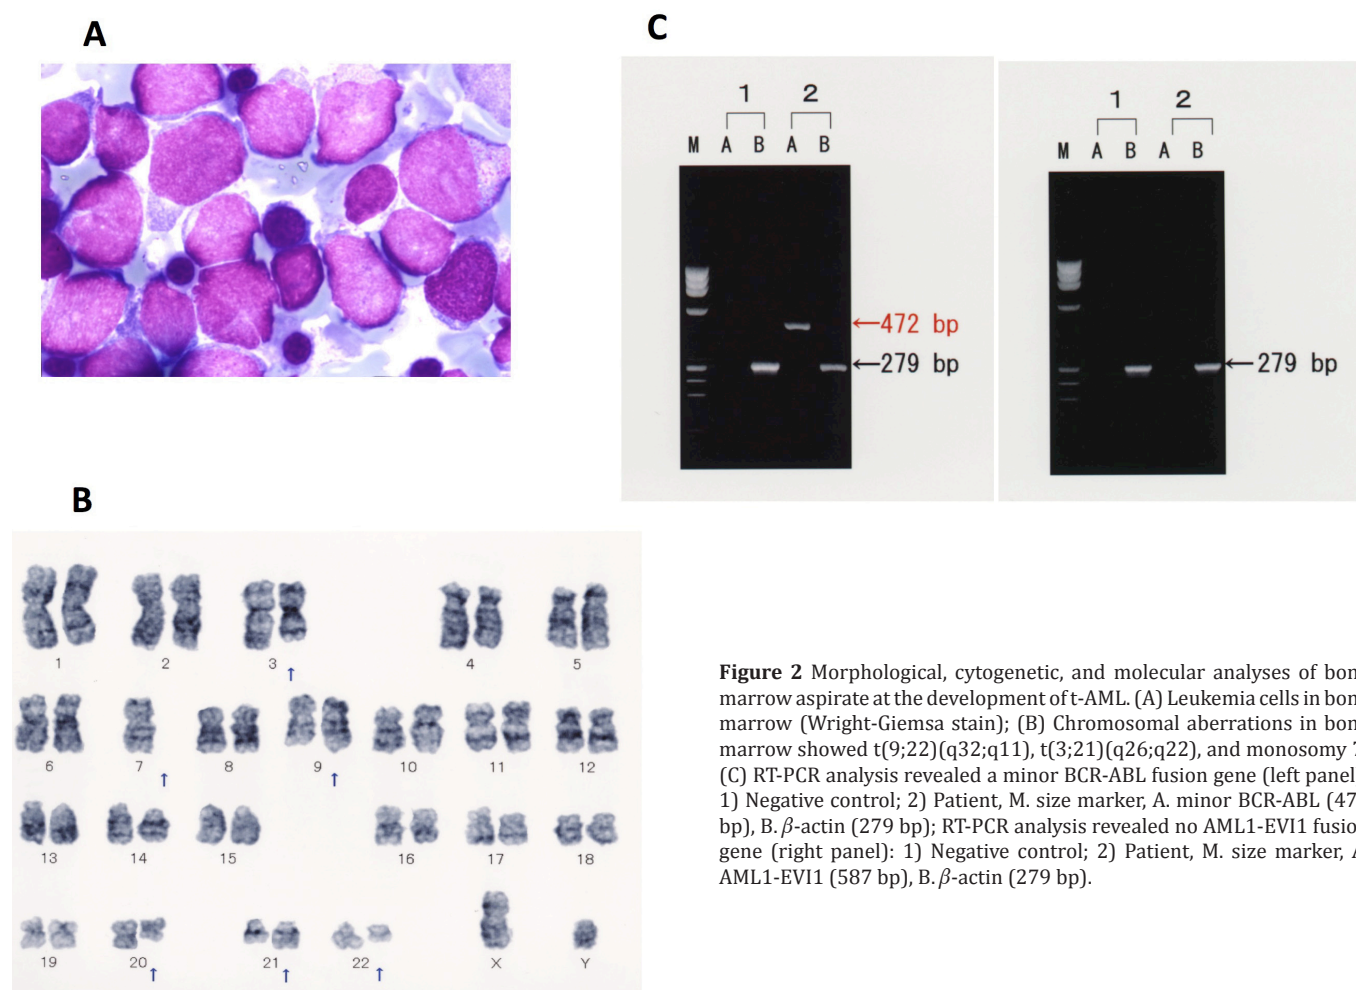 A
C
1 2
M A B A B
←472 bp
←279 bp
1 2
M A B A B
←279 bp
B
1 2 3 ↑ 4 5
6 7 ↑ 8 9 ↑ 10 11 12
13 14 15 16 17 18
19 20 ↑ 21 ↑ 22 ↑ X Y
Figure 2 Morphological, cytogenetic, and molecular analyses of bon
marrow aspirate at the development of t-AML. (A) Leukemia cells in bon
marrow (Wright-Giemsa stain); (B) Chromosomal aberrations in bon
marrow showed t(9;22)(q32;q11), t(3;21)(q26;q22), and monosomy 7
(C) RT-PCR analysis revealed a minor BCR-ABL fusion gene (left panel
1) Negative control; 2) Patient, M. size marker, A. minor BCR-ABL (47
bp), B. β-actin (279 bp); RT-PCR analysis revealed no AML1-EVI1 fusio
gene (right panel): 1) Negative control; 2) Patient, M. size marker, A
AML1-EVI1 (587 bp), B. β-actin (279 bp).